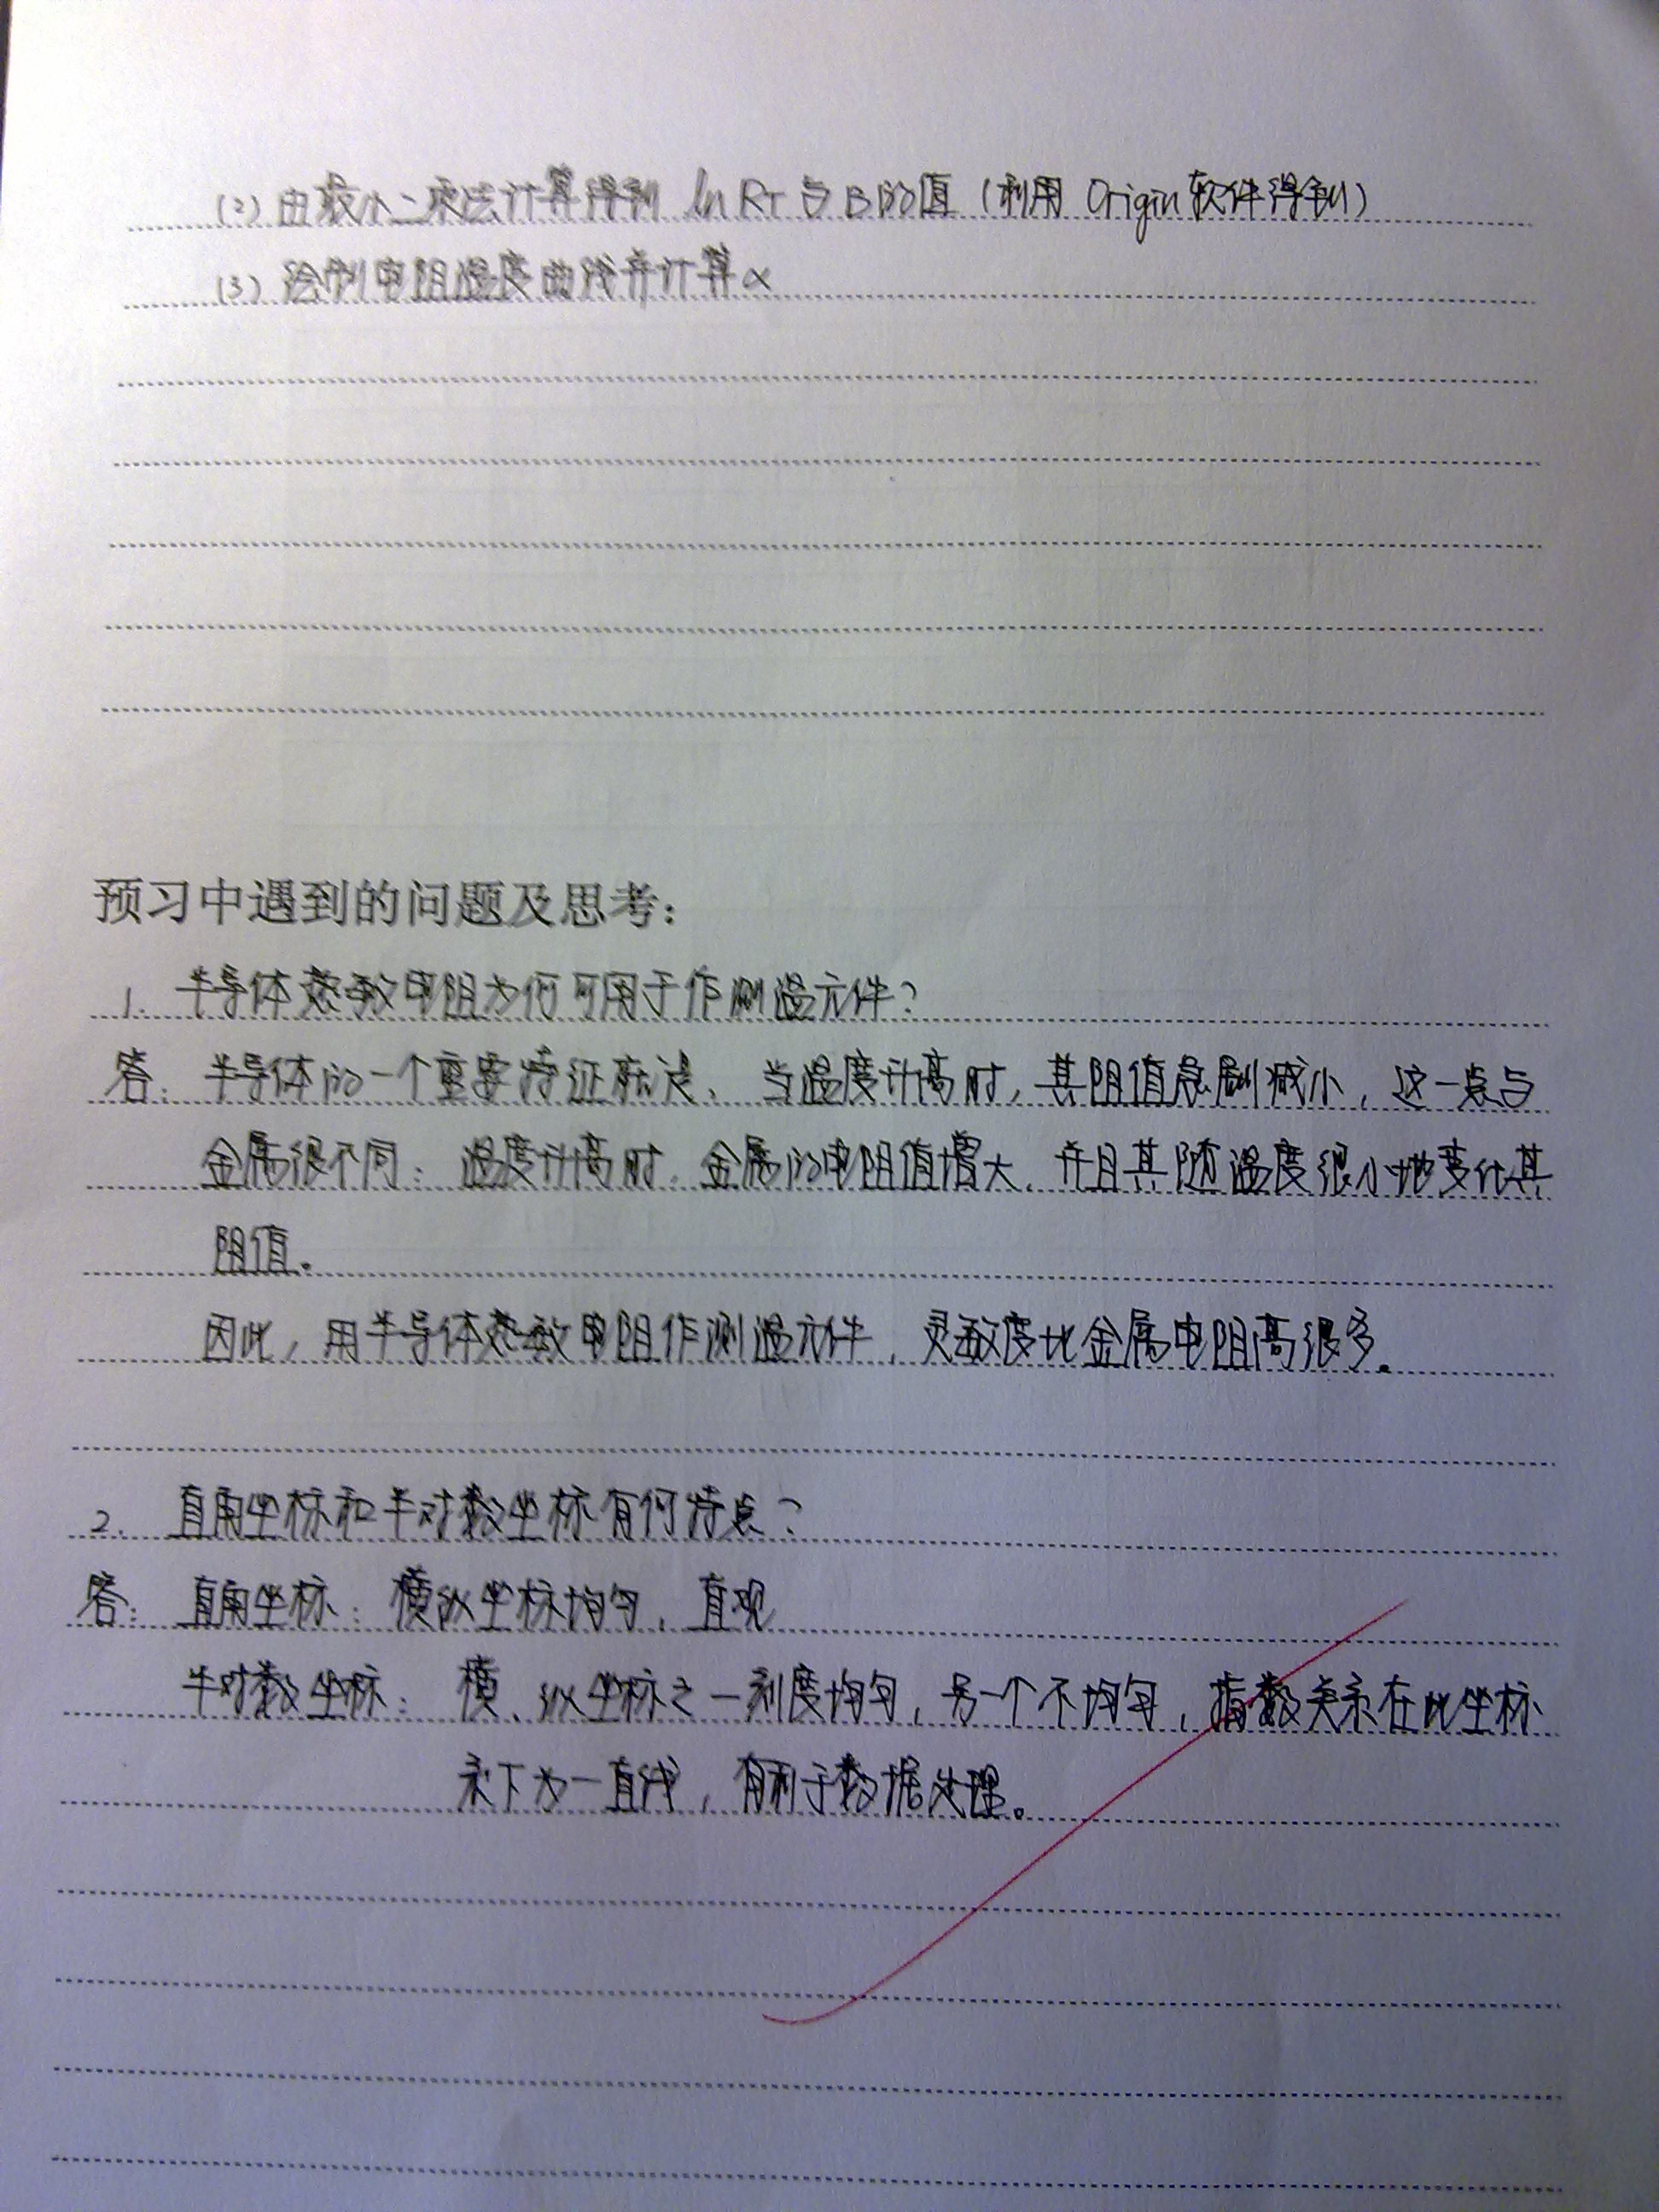 (2) 由最小二乘法计算得到 ln RT 与B的值 (利用 Origin软件得到)
(3) 绘制电阻温度曲线并计算α
预习中遇到的问题及思考:
1. 半导体热敏电阻为何可用于作测温元件?
答: 半导体的一个重要特征就是、当温度升高时, 其阻值急剧减小, 这一点与
金属很不同: 温度升高时, 金属的电阻值增大, 并且其随温度很小地变化其
阻值。
因此, 用半导体热敏电阻作测温元件, 灵敏度比金属电阻高很多。
2. 直角坐标和半对数坐标有何特点?
答: 直角坐标: 横纵坐标均匀, 直观
半对数坐标: 横、纵坐标之一刻度均匀, 另一个不均匀, 指数关系在此坐标
系下为一直线, 有利于数据处理。